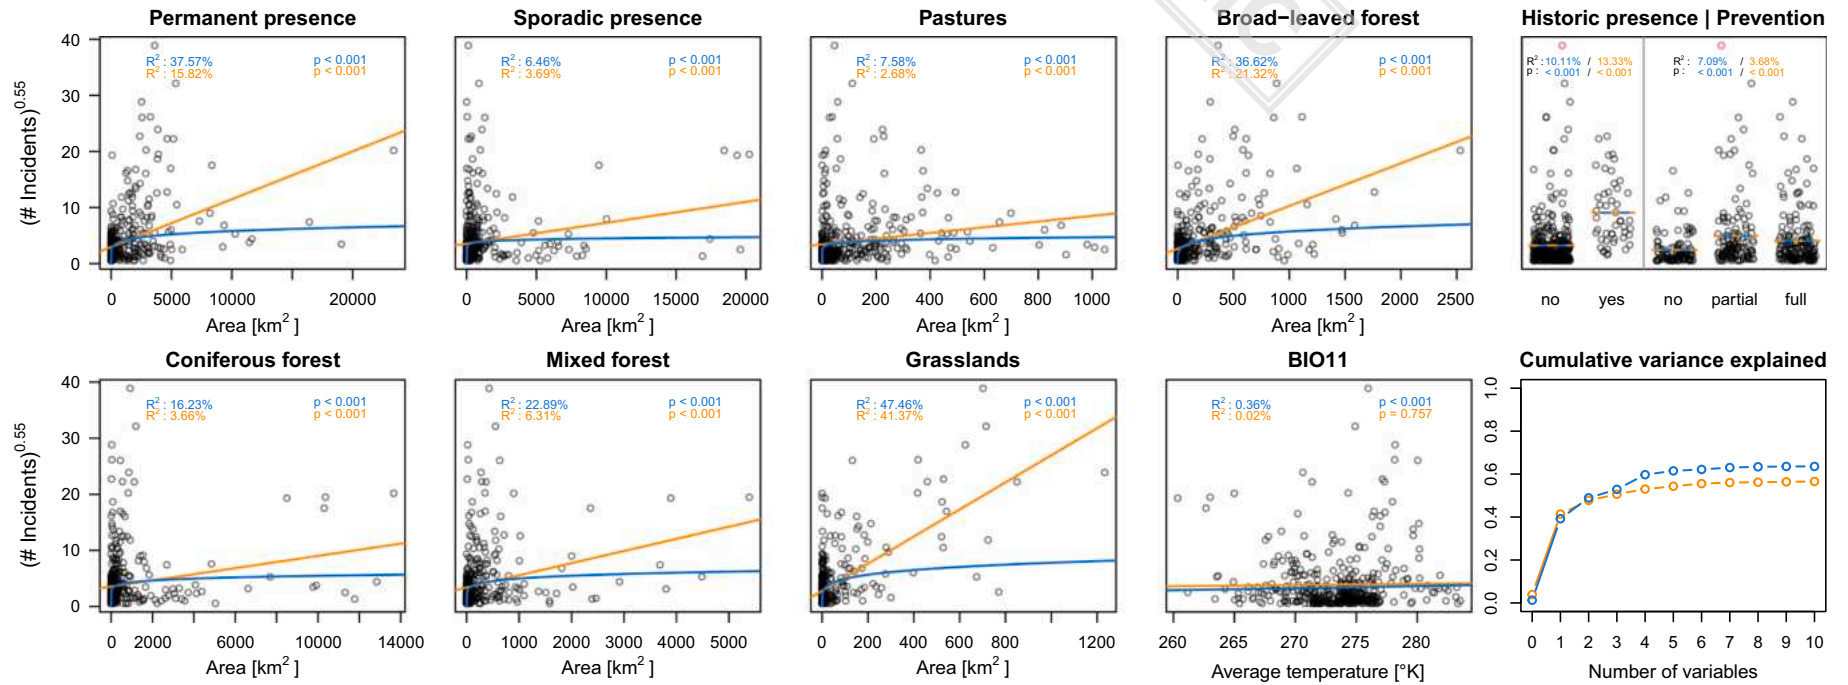 Permanent presence
Sporadic presence
Pastures
Broad−leaved forest
Historic presence | Prevention
(# Incidents)^0.55
40
30
20
10
0
R²: 37.57% p < 0.001
R²: 15.82% p < 0.001
R²: 6.46% p < 0.001
R²: 3.69% p < 0.001
R²: 7.58% p < 0.001
R²: 2.68% p < 0.001
R²: 36.62% p < 0.001
R²: 21.32% p < 0.001
R²: 10.11% / 13.33% R²: 7.09% / 3.68%
p: < 0.001 / < 0.001 p: < 0.001 / < 0.001
0 5000 10000 20000
0 5000 10000 15000 20000
0 200 400 600 800 1000
0 500 1000 1500 2000 2500
no yes no partial full
Area [km²]
Area [km²]
Area [km²]
Area [km²]
Coniferous forest
Mixed forest
Grasslands
BIO11
Cumulative variance explained
(# Incidents)^0.55
40
30
20
10
0
R²: 16.23% p < 0.001
R²: 3.66% p < 0.001
R²: 22.89% p < 0.001
R²: 6.31% p < 0.001
R²: 47.46% p < 0.001
R²: 41.37% p < 0.001
R²: 0.36% p < 0.001
R²: 0.02% p = 0.757
1.0
0.8
0.6
0.4
0.2
0.0
0 2000 6000 10000 14000
0 1000 2000 3000 4000 5000
0 200 400 600 800 1200
260 265 270 275 280
0 1 2 3 4 5 6 7 8 9 10
Area [km²]
Area [km²]
Area [km²]
Average temperature [°K]
Number of variables